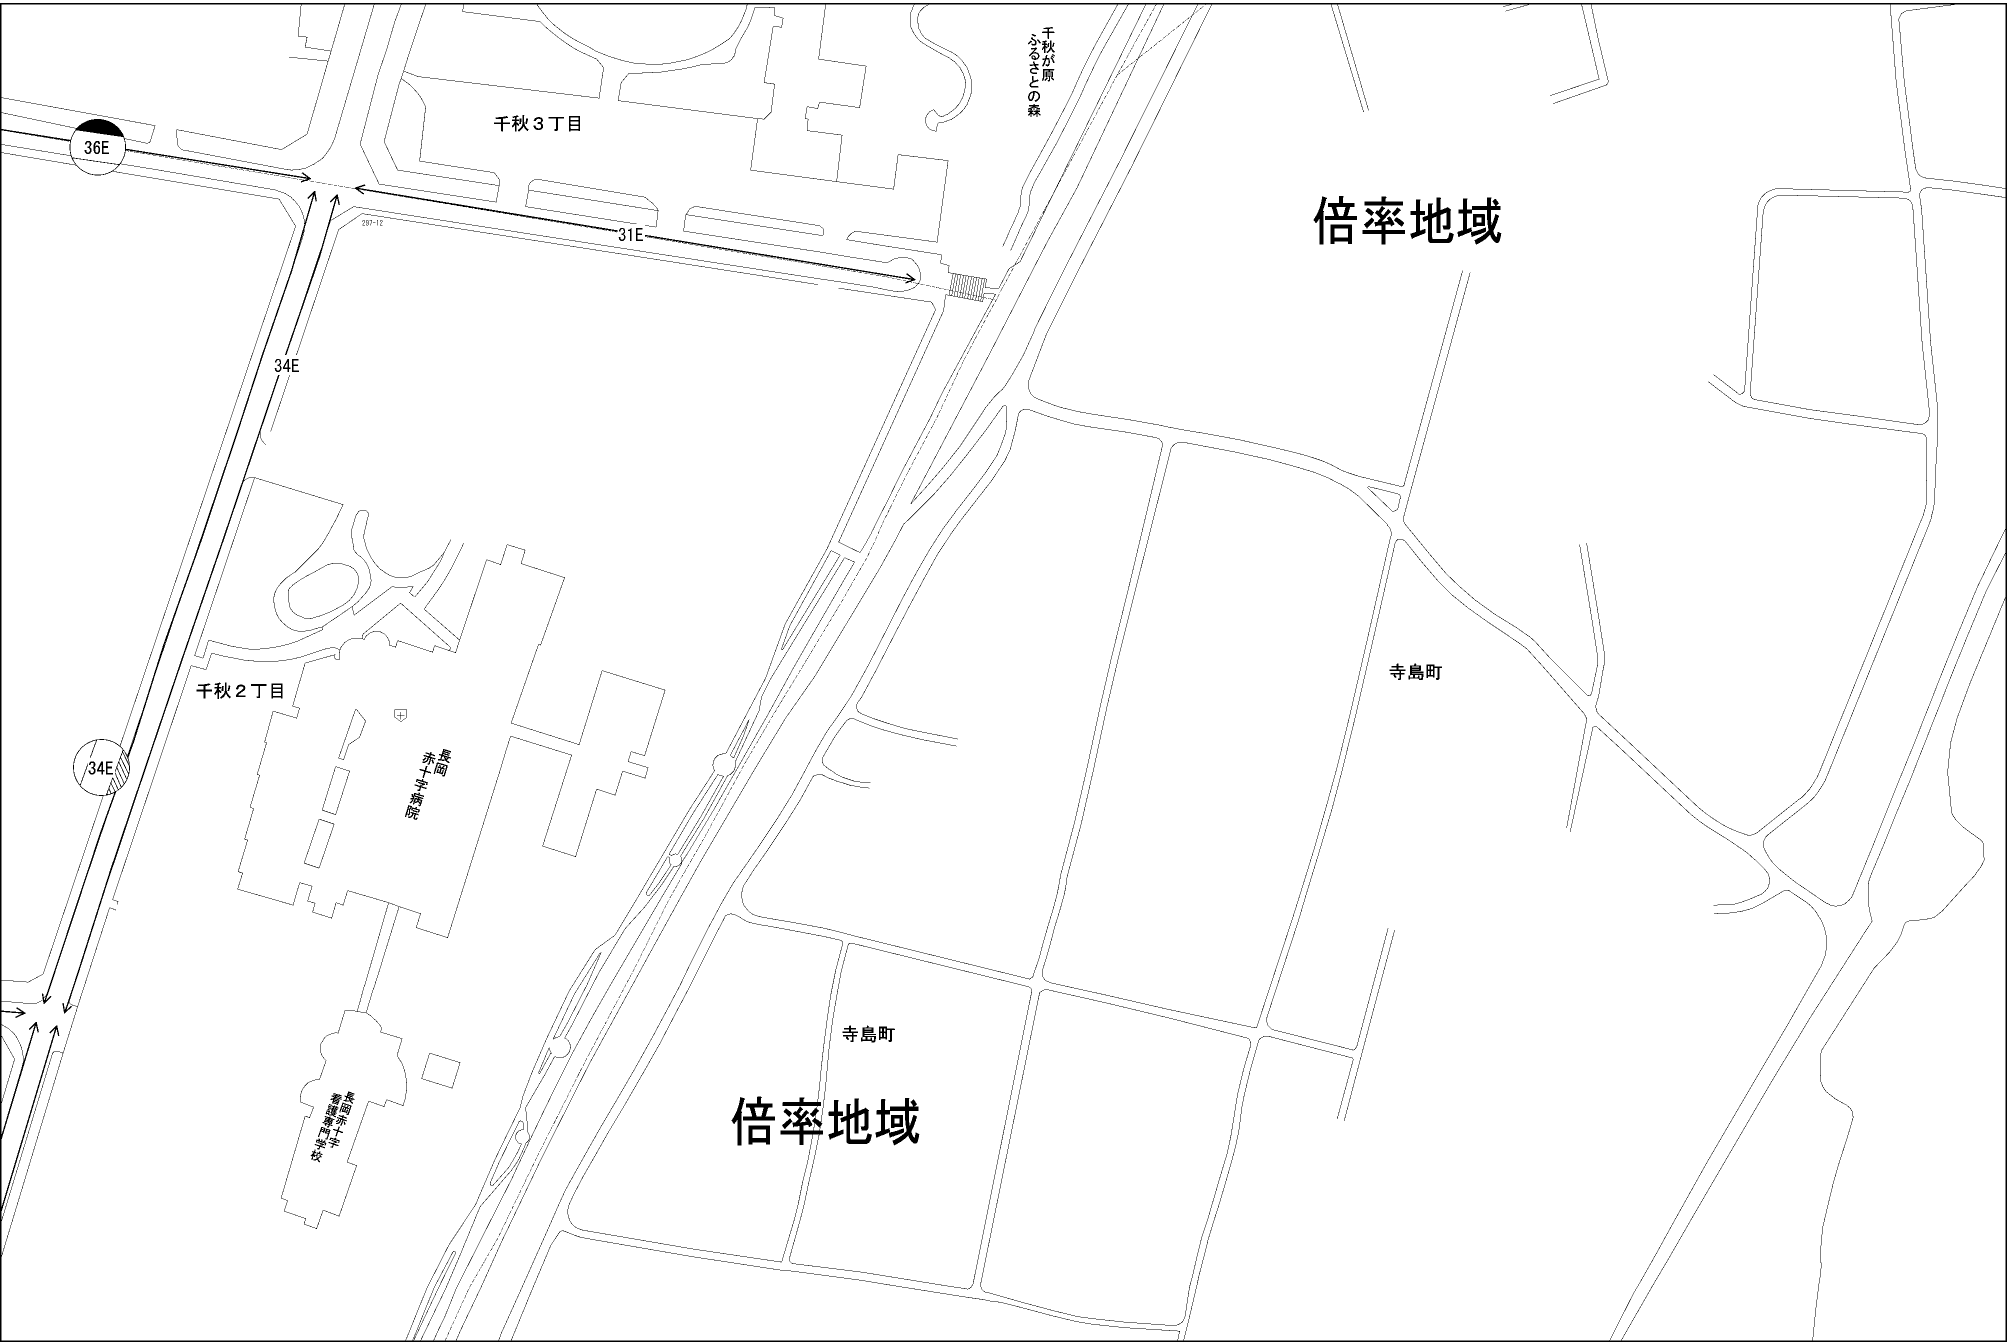 千秋が原
ふるさとの森
千秋３丁目
36E
倍率地域
297-12
31E
34E
寺島町
千秋２丁目
長岡
赤十字病院
34E
寺島町
倍率地域
長岡赤十字
看護専門学校